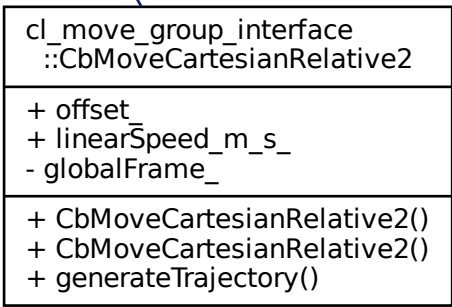 cl_move_group_interface
::CbMoveCartesianRelative2
+ offset_
+ linearSpeed_m_s_
- globalFrame_
+ CbMoveCartesianRelative2()
+ CbMoveCartesianRelative2()
+ generateTrajectory()